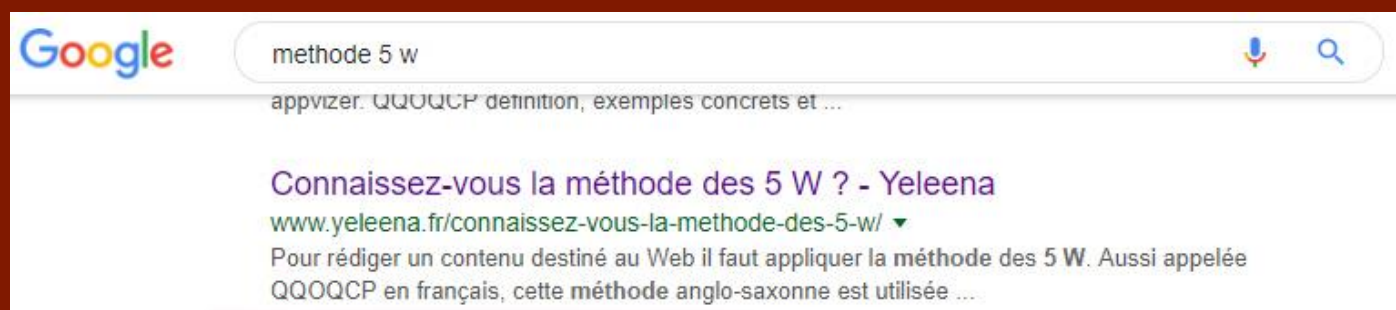 Google
methode 5 w
appvizer. QQOQCP définition, exemples concrets et ...
Connaissez-vous la méthode des 5 W ? - Yeleena
www.yeleena.fr/connaissez-vous-la-methode-des-5-w/
Pour rédiger un contenu destiné au Web il faut appliquer la méthode des 5 W. Aussi appelée
QQOQCP en français, cette méthode anglo-saxonne est utilisée ...